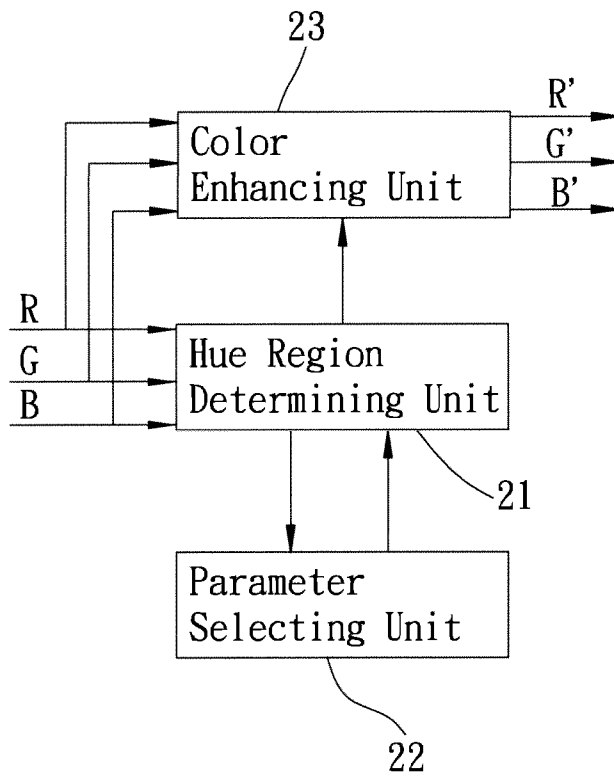 23
R'
Color
G'
Enhancing Unit
B'
R
Hue Region
G
Determining Unit
B
21
Parameter
Selecting Unit
22